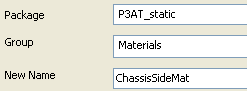 Package P3AT_static
Group Materials
New Name ChassisSideMat